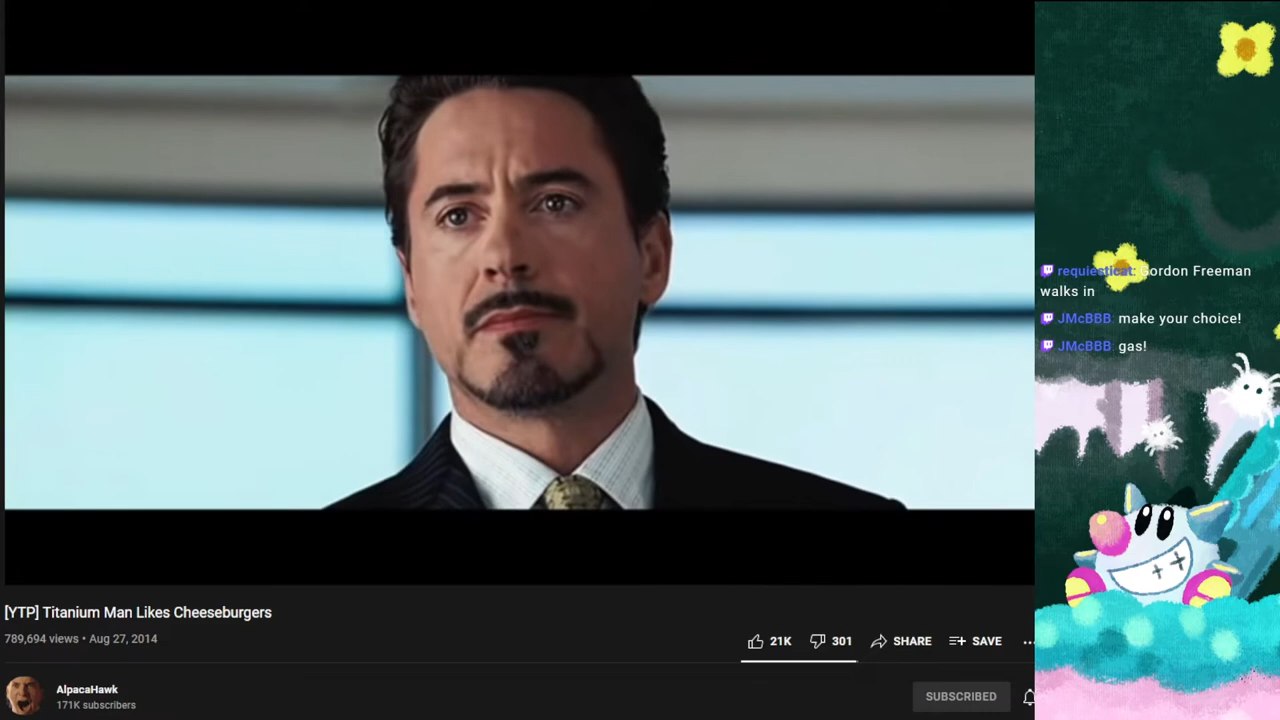 requiesticat: Gordon Freeman
walks in
JMcBBB: make your choice!
JMcBBB: gas!
[YTP] Titanium Man Likes Cheeseburgers
789,694 views • Aug 27, 2014
21K 301 SHARE SAVE ...
AlpacaHawk
171K subscribers
SUBSCRIBED